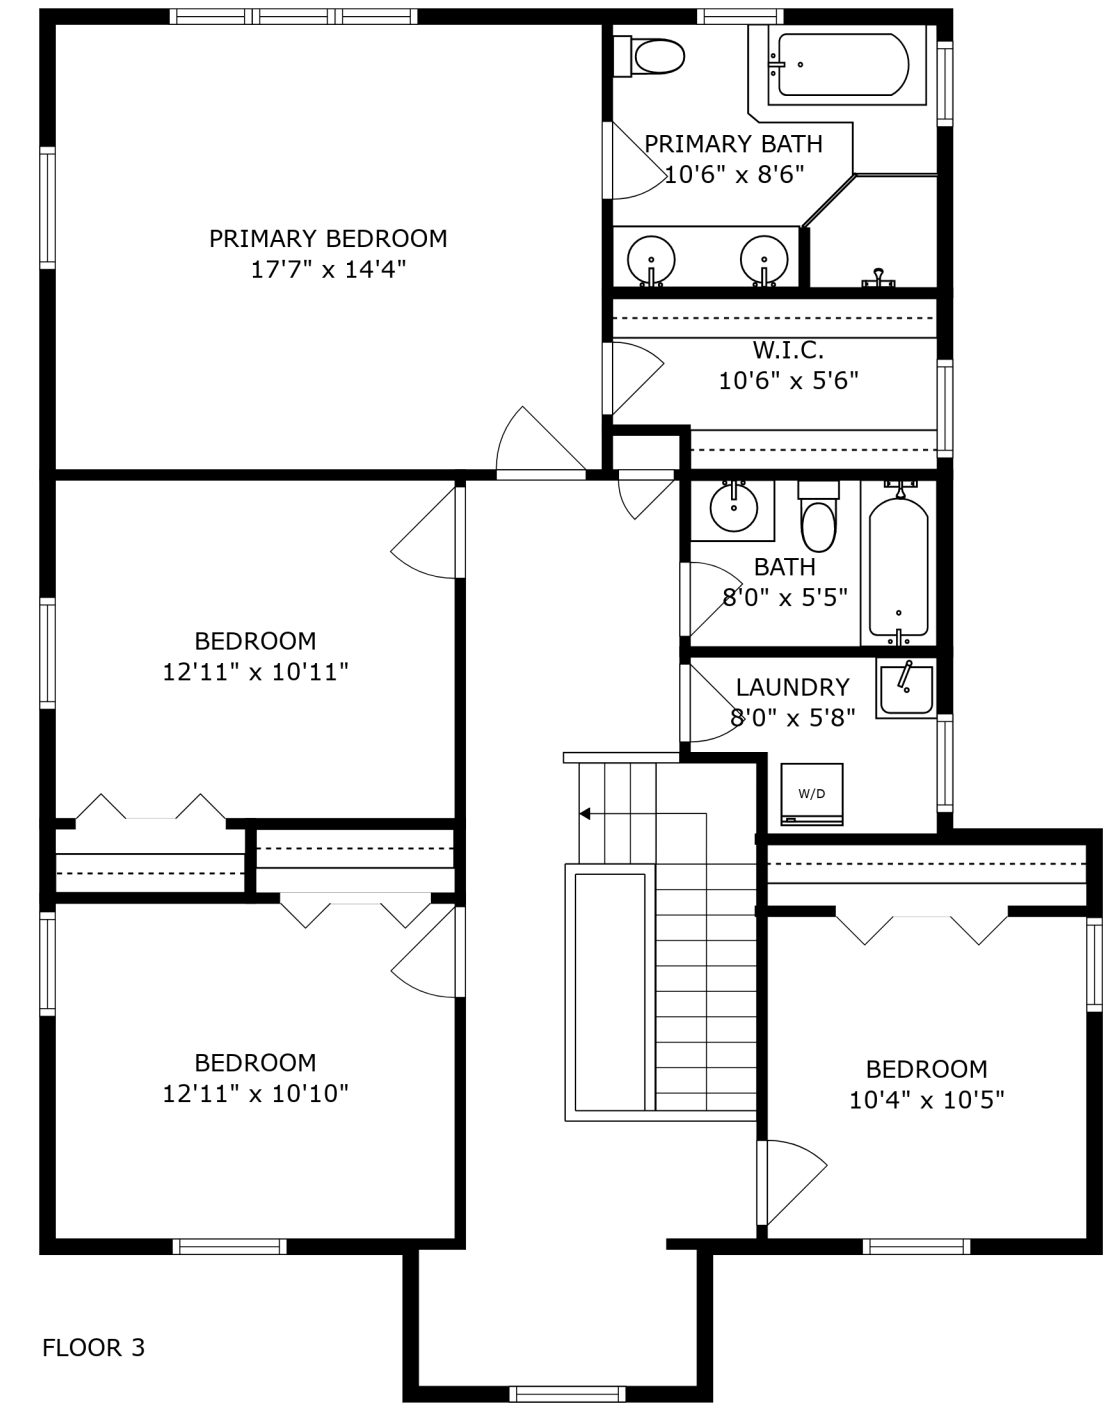 PRIMARY BATH
10'6" x 8'6"
PRIMARY BEDROOM
17'7" x 14'4"
W.I.C.
10'6" x 5'6"
BATH
8'0" x 5'5"
BEDROOM
12'11" x 10'11"
LAUNDRY
8'0" x 5'8"
W/D
BEDROOM
12'11" x 10'10"
BEDROOM
10'4" x 10'5"
FLOOR 3